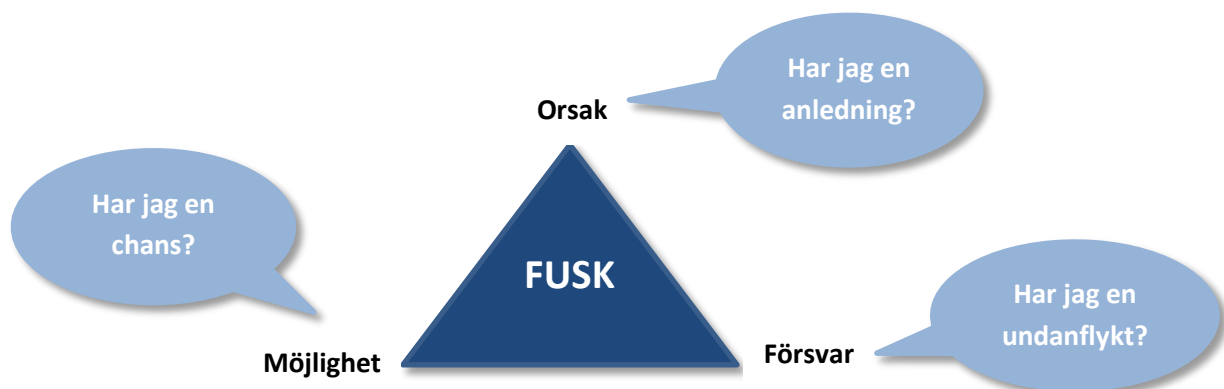 Har jag en
anledning?
Orsak
Har jag en
chans?
FUSK
Har jag en
undanflykt?
Möjlighet
Försvar